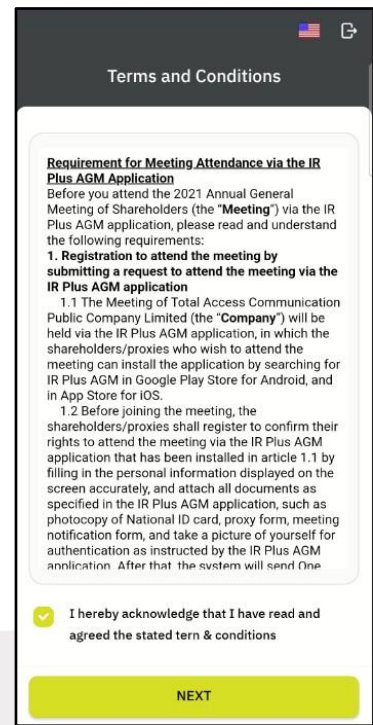 Terms and Conditions
Requirement for Meeting Attendance via the IR
Plus AGM Application
Before you attend the 2021 Annual General
Meeting of Shareholders (the “Meeting”) via the IR
Plus AGM application, please read and understand
the following requirements:
1. Registration to attend the meeting by
submitting a request to attend the meeting via the
IR Plus AGM application
1.1 The Meeting of Total Access Communication
Public Company Limited (the “Company”) will be
held via the IR Plus AGM application, in which the
shareholders/proxies who wish to attend the
meeting can install the application by searching for
IR Plus AGM in Google Play Store for Android, and
in App Store for iOS.
1.2 Before joining the meeting, the
shareholders/proxies shall register to confirm their
rights to attend the meeting via the IR Plus AGM
application that has been installed in article 1.1 by
filling in the personal information displayed on the
screen accurately, and attach all documents as
specified in the IR Plus AGM application, such as
photocopy of National ID card, proxy form, meeting
notification form, and take a picture of yourself for
authentication as instructed by the IR Plus AGM
application. After that, the system will send One
I hereby acknowledge that I have read and
agreed the stated tern & conditions
NEXT